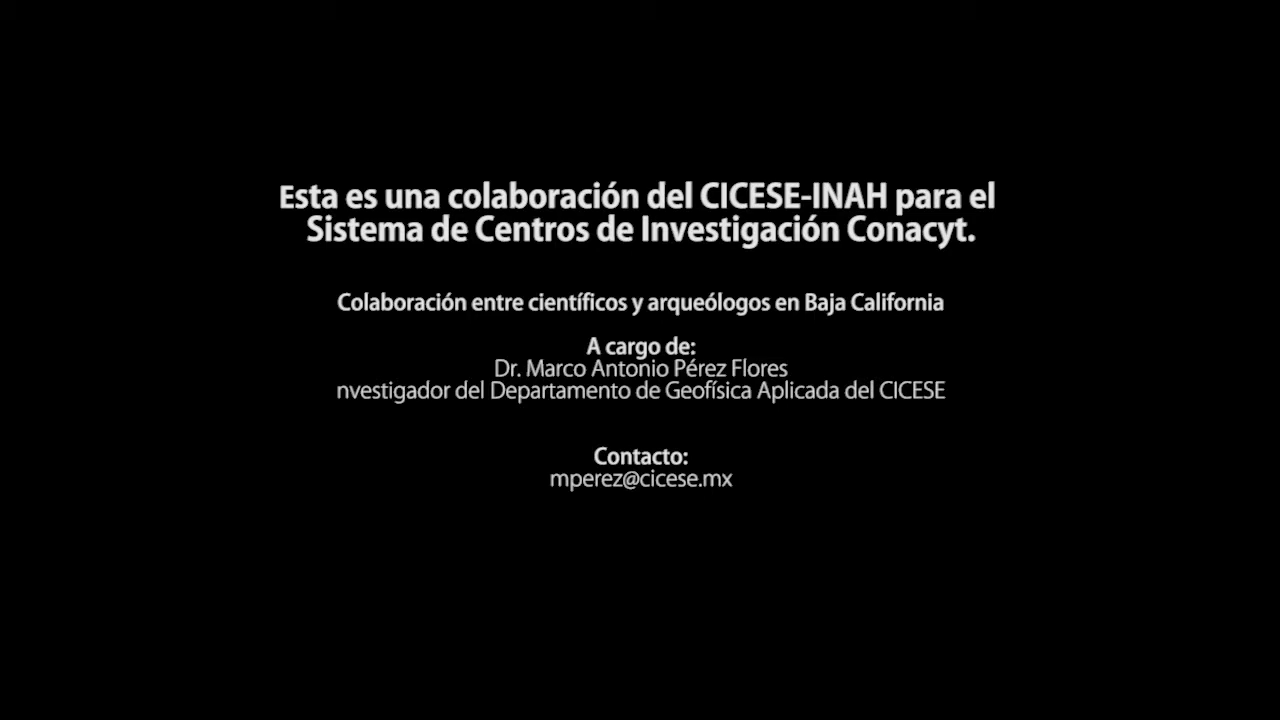 Esta es una colaboración del CICESE-INAH para el
Sistema de Centros de Investigación Conacyt.
Colaboración entre científicos y arqueólogos en Baja California
A cargo de:
Dr. Marco Antonio Pérez Flores
nvestigador del Departamento de Geofísica Aplicada del CICESE
Contacto:
mperez@cicese.mx